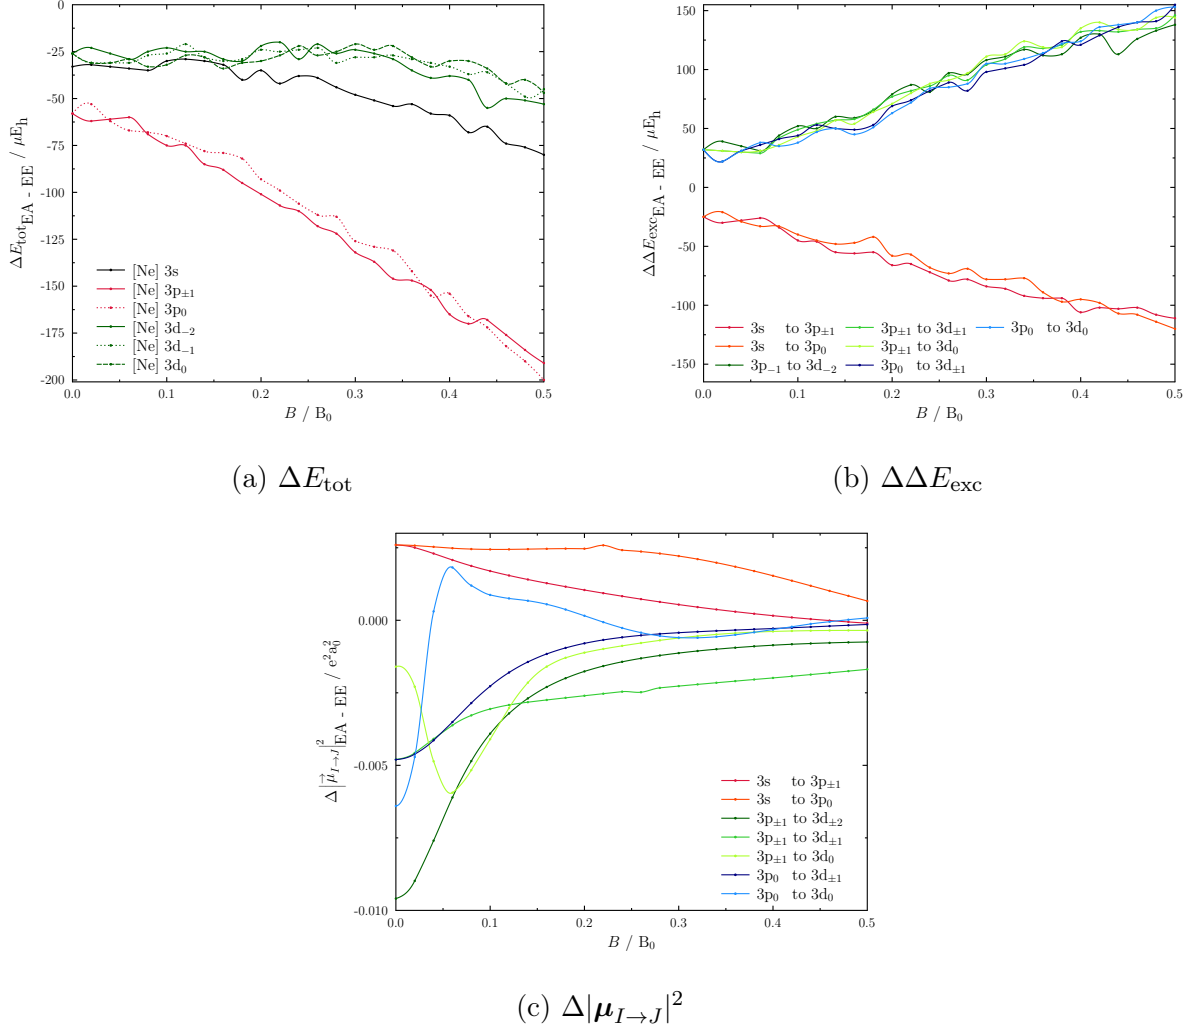 0
-25
-50
-75
-100
-125
-150
-175
-200
0.0 0.1 0.2 0.3 0.4 0.5
ΔE_tot EA - EE / μE_h
B / B₀
[Ne] 3s
[Ne] 3p±1
[Ne] 3p₀
[Ne] 3d₋₂
[Ne] 3d₋₁
[Ne] 3d₀
(a) ΔE_tot
150
100
50
0
-50
-100
-150
0.0 0.1 0.2 0.3 0.4 0.5
ΔΔE_exc EA - EE / μE_h
B / B₀
3s to 3p±1
3s to 3p₀
3p₋₁ to 3d₋₂
3p±1 to 3d±1
3p±1 to 3d₀
3p₀ to 3d±1
3p₀ to 3d₀
(b) ΔΔE_exc
0.000
-0.005
-0.010
0.0 0.1 0.2 0.3 0.4 0.5
Δ|μ⃗_I→J|²_EA - EE / e²a₀²
B / B₀
3s to 3p±1
3s to 3p₀
3p±1 to 3d±2
3p±1 to 3d±1
3p±1 to 3d₀
3p₀ to 3d±1
3p₀ to 3d₀
(c) Δ|μ_I→J|²